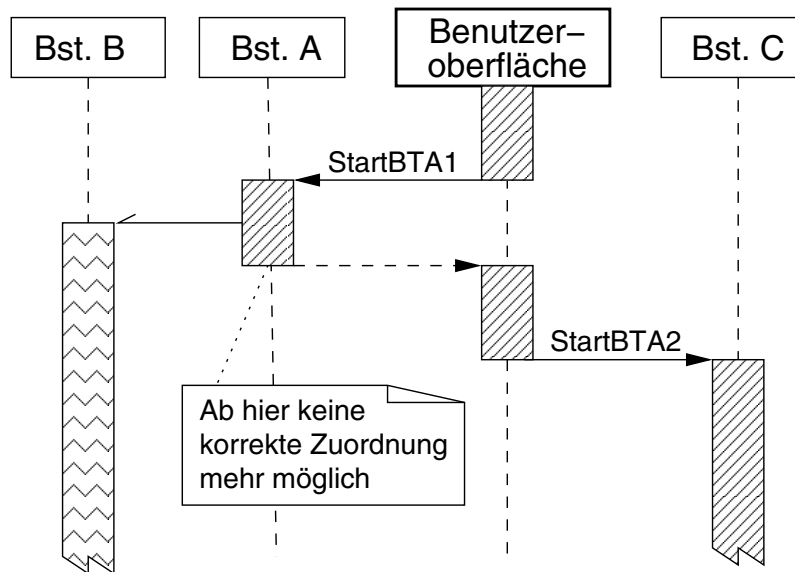 Bst. B
Bst. A
Benutzer–
oberfläche
Bst. C
StartBTA1
StartBTA2
Ab hier keine
korrekte Zuordnung
mehr möglich